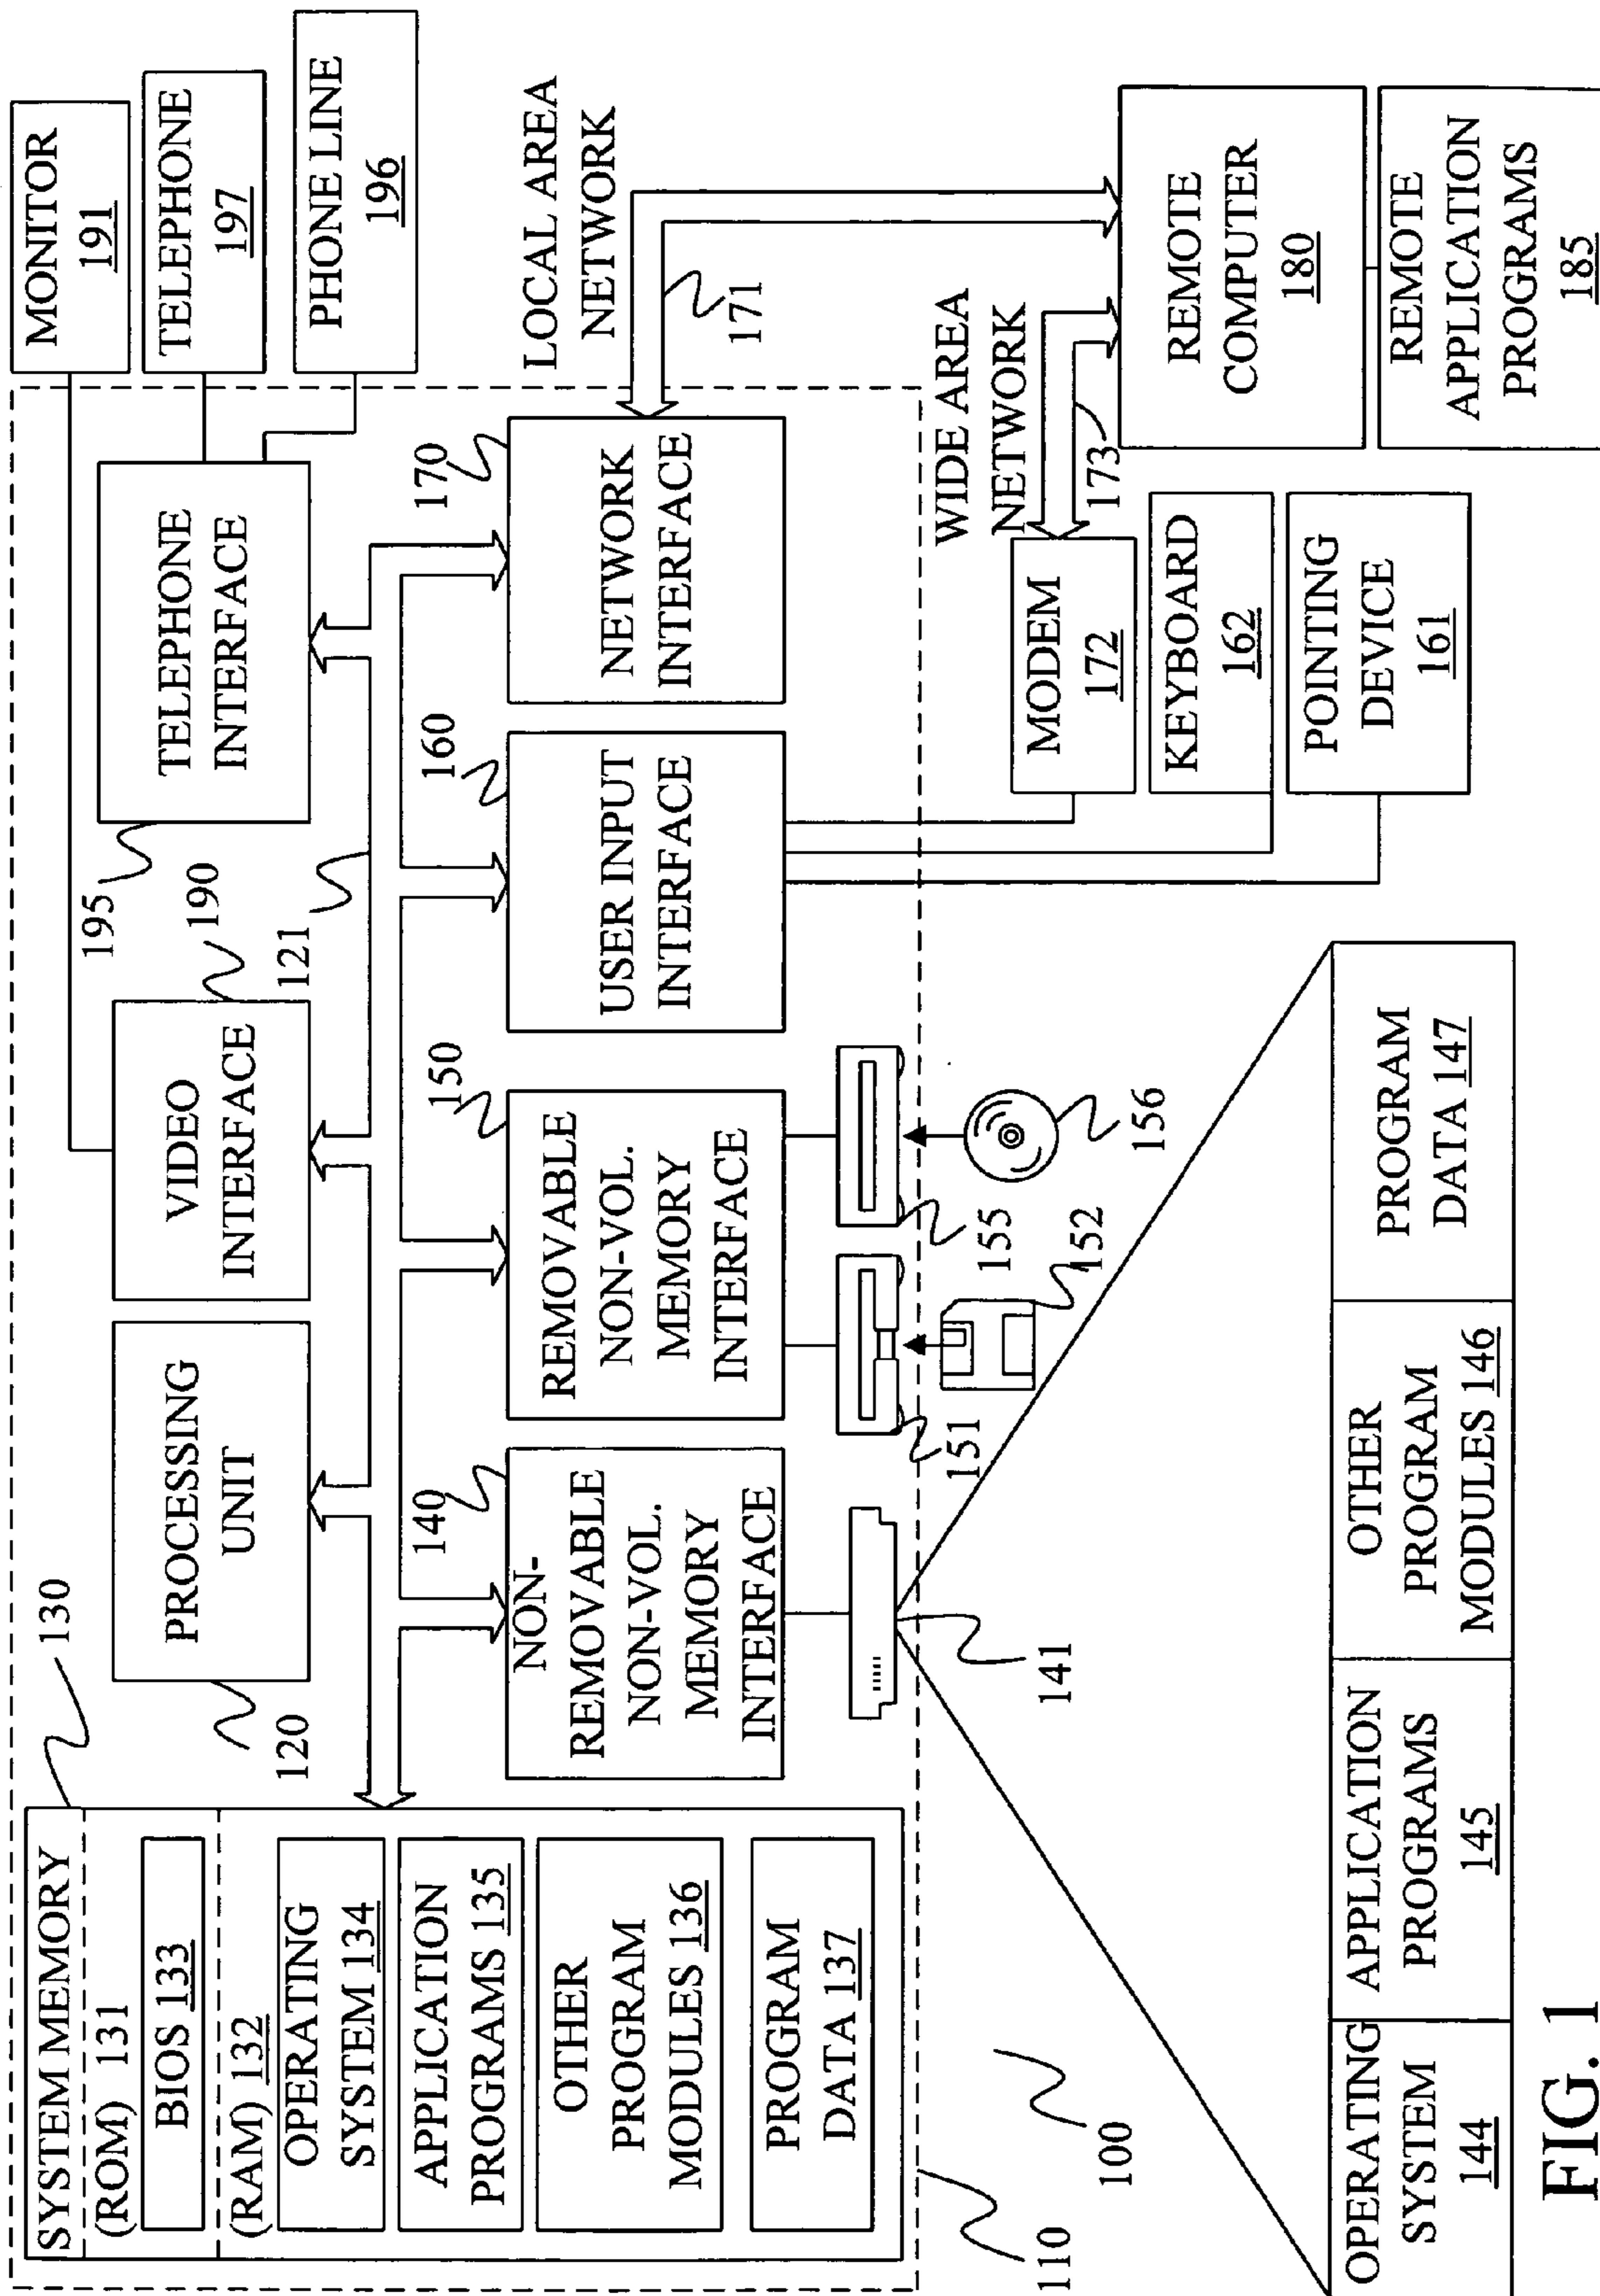 SYSTEM MEMORY
(ROM) 131
BIOS 133
(RAM) 132
OPERATING
SYSTEM 134
APPLICATION
PROGRAMS 135
OTHER
PROGRAM
MODULES 136
PROGRAM
DATA 137
130
PROCESSING
UNIT
120
VIDEO
INTERFACE
190
121
TELEPHONE
INTERFACE
195
MONITOR
191
TELEPHONE
197
PHONE LINE
196
NON-
REMOVABLE
NON-VOL.
MEMORY
INTERFACE
140
REMOVABLE
NON-VOL.
MEMORY
INTERFACE
150
USER INPUT
INTERFACE
160
NETWORK
INTERFACE
170
LOCAL AREA
NETWORK
171
WIDE AREA
NETWORK
173
MODEM
172
KEYBOARD
162
POINTING
DEVICE
161
REMOTE
COMPUTER
180
REMOTE
APPLICATION
PROGRAMS
185
141
151
152
155
156
110
100
OPERATING
SYSTEM
144
APPLICATION
PROGRAMS
145
OTHER
PROGRAM
MODULES 146
PROGRAM
DATA 147
FIG. 1